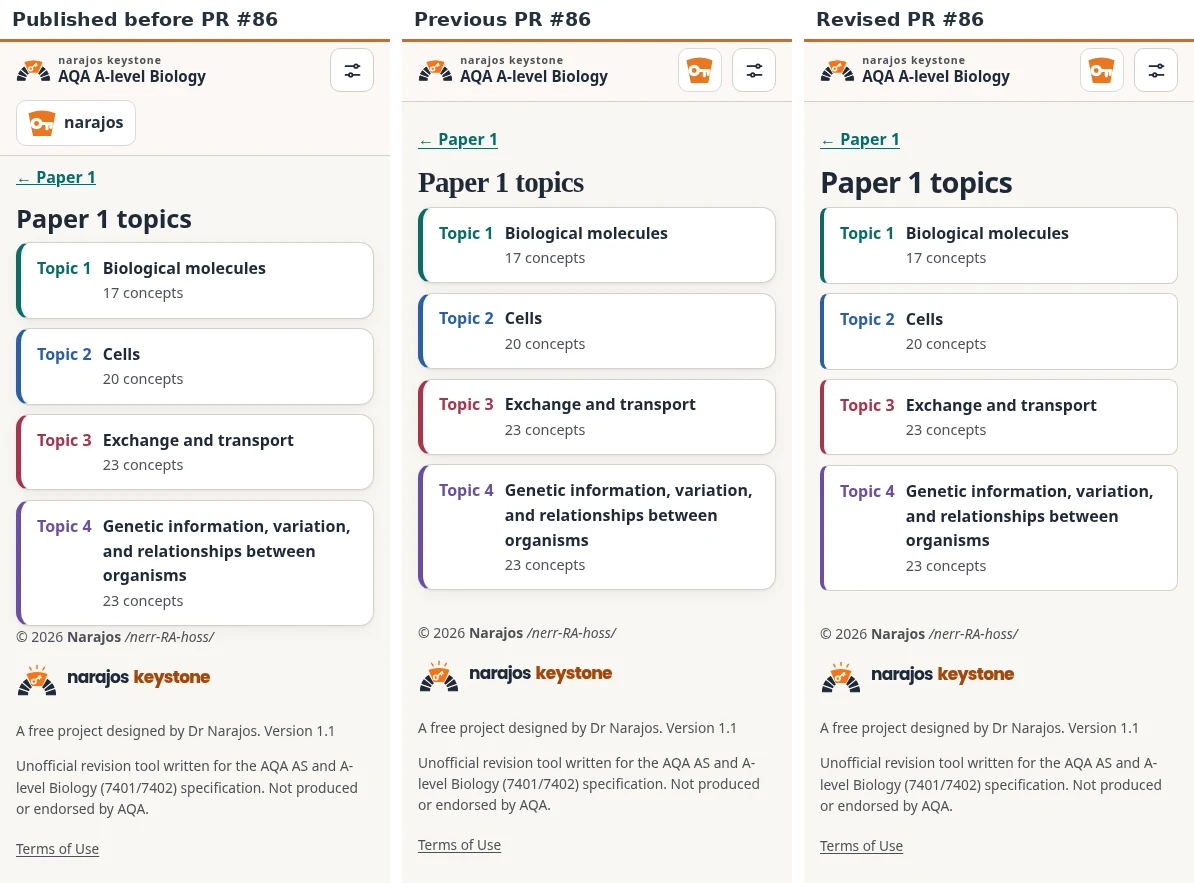 Published before PR #86
narajos keystone
AQA A-level Biology
narajos
← Paper 1
Paper 1 topics
Topic 1 Biological molecules
17 concepts
Topic 2 Cells
20 concepts
Topic 3 Exchange and transport
23 concepts
Topic 4 Genetic information, variation,
and relationships between
organisms
23 concepts
© 2026 Narajos /nerr-RA-hoss/
narajos keystone
A free project designed by Dr Narajos. Version 1.1
Unofficial revision tool written for the AQA AS and A-
level Biology (7401/7402) specification. Not produced
or endorsed by AQA.
Terms of Use
Previous PR #86
narajos keystone
AQA A-level Biology
← Paper 1
Paper 1 topics
Topic 1 Biological molecules
17 concepts
Topic 2 Cells
20 concepts
Topic 3 Exchange and transport
23 concepts
Topic 4 Genetic information, variation,
and relationships between
organisms
23 concepts
© 2026 Narajos /nerr-RA-hoss/
narajos keystone
A free project designed by Dr Narajos. Version 1.1
Unofficial revision tool written for the AQA AS and A-
level Biology (7401/7402) specification. Not produced
or endorsed by AQA.
Terms of Use
Revised PR #86
narajos keystone
AQA A-level Biology
← Paper 1
Paper 1 topics
Topic 1 Biological molecules
17 concepts
Topic 2 Cells
20 concepts
Topic 3 Exchange and transport
23 concepts
Topic 4 Genetic information, variation,
and relationships between
organisms
23 concepts
© 2026 Narajos /nerr-RA-hoss/
narajos keystone
A free project designed by Dr Narajos. Version 1.1
Unofficial revision tool written for the AQA AS and A-
level Biology (7401/7402) specification. Not produced
or endorsed by AQA.
Terms of Use